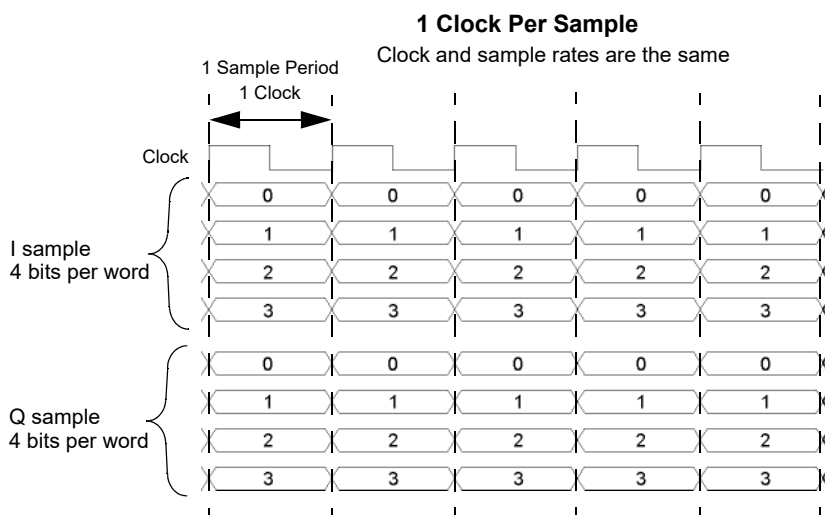 1 Clock Per Sample
Clock and sample rates are the same
1 Sample Period
1 Clock
Clock
0 0 0 0 0
1 1 1 1 1
2 2 2 2 2
3 3 3 3 3
I sample
4 bits per word
0 0 0 0 0
1 1 1 1 1
2 2 2 2 2
3 3 3 3 3
Q sample
4 bits per word